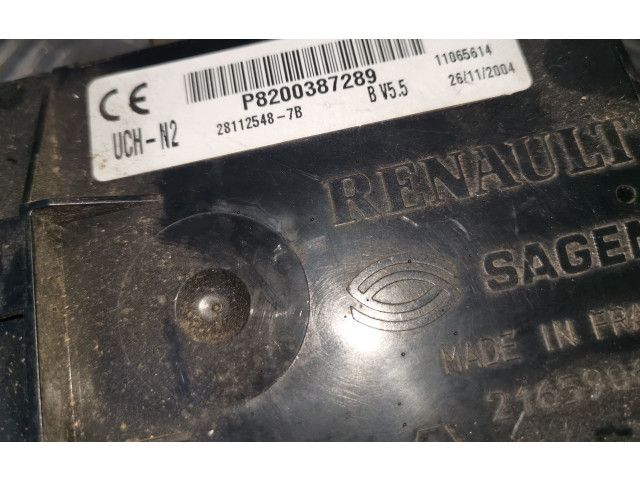 CE
P8200387289
11065614
UCH-N2
28112548-7B
B V5.5
26/11/2004
RENAULT
SAGEM
MADE IN FRA